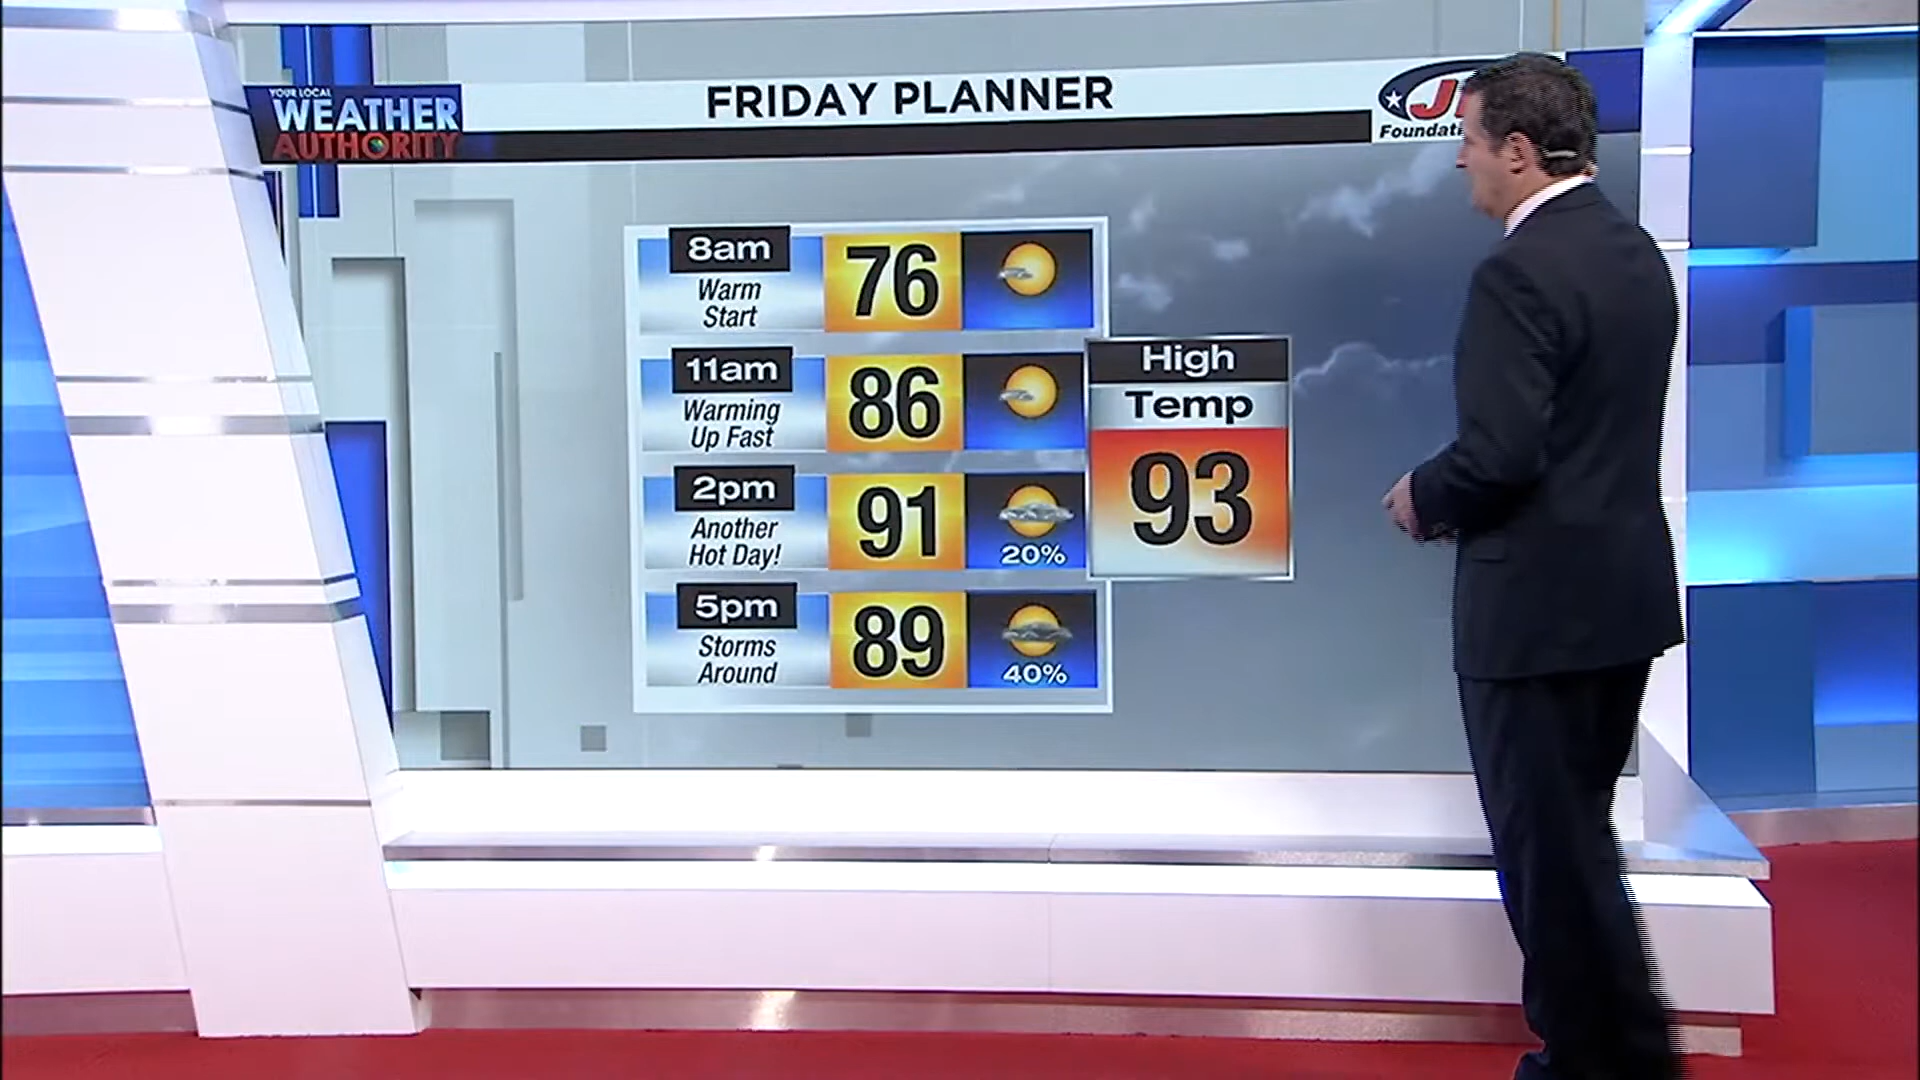 YOUR LOCAL
WEATHER
AUTHORITY
FRIDAY PLANNER
8am
Warm
Start
76
11am
Warming
Up Fast
86
2pm
Another
Hot Day!
91
20%
5pm
Storms
Around
89
40%
High
Temp
93